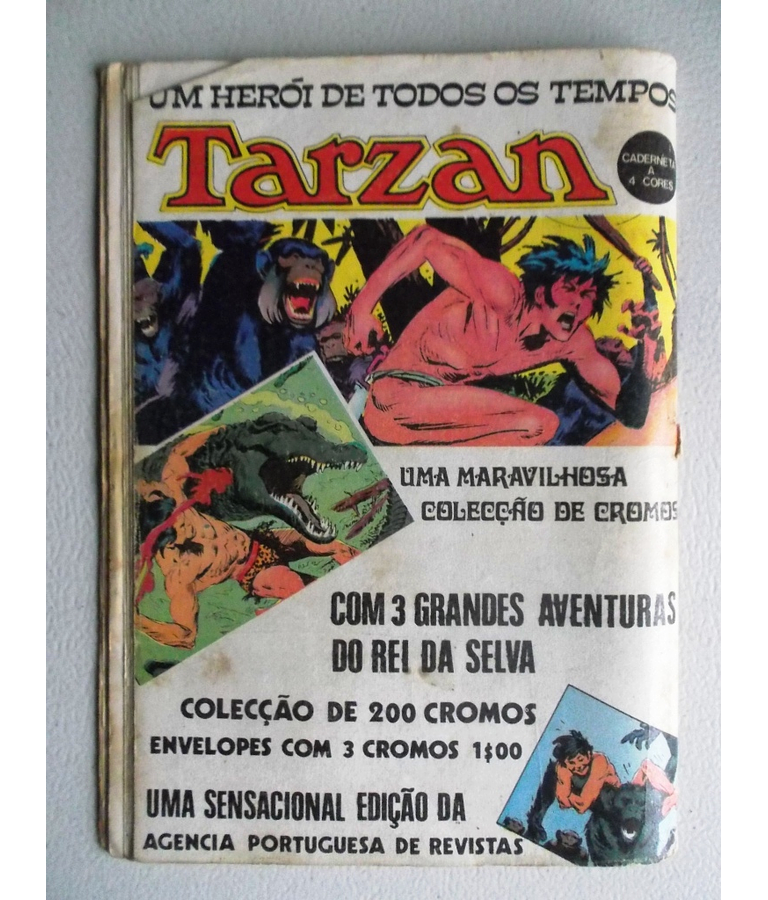 UM HERÓI DE TODOS OS TEMPOS
Tarzan
CADERNETA
A
4 CORES
UMA MARAVILHOSA
COLECÇÃO DE CROMOS
COM 3 GRANDES AVENTURAS
DO REI DA SELVA
COLECÇÃO DE 200 CROMOS
ENVELOPES COM 3 CROMOS 1$00
UMA SENSACIONAL EDIÇÃO DA
AGENCIA PORTUGUESA DE REVISTAS